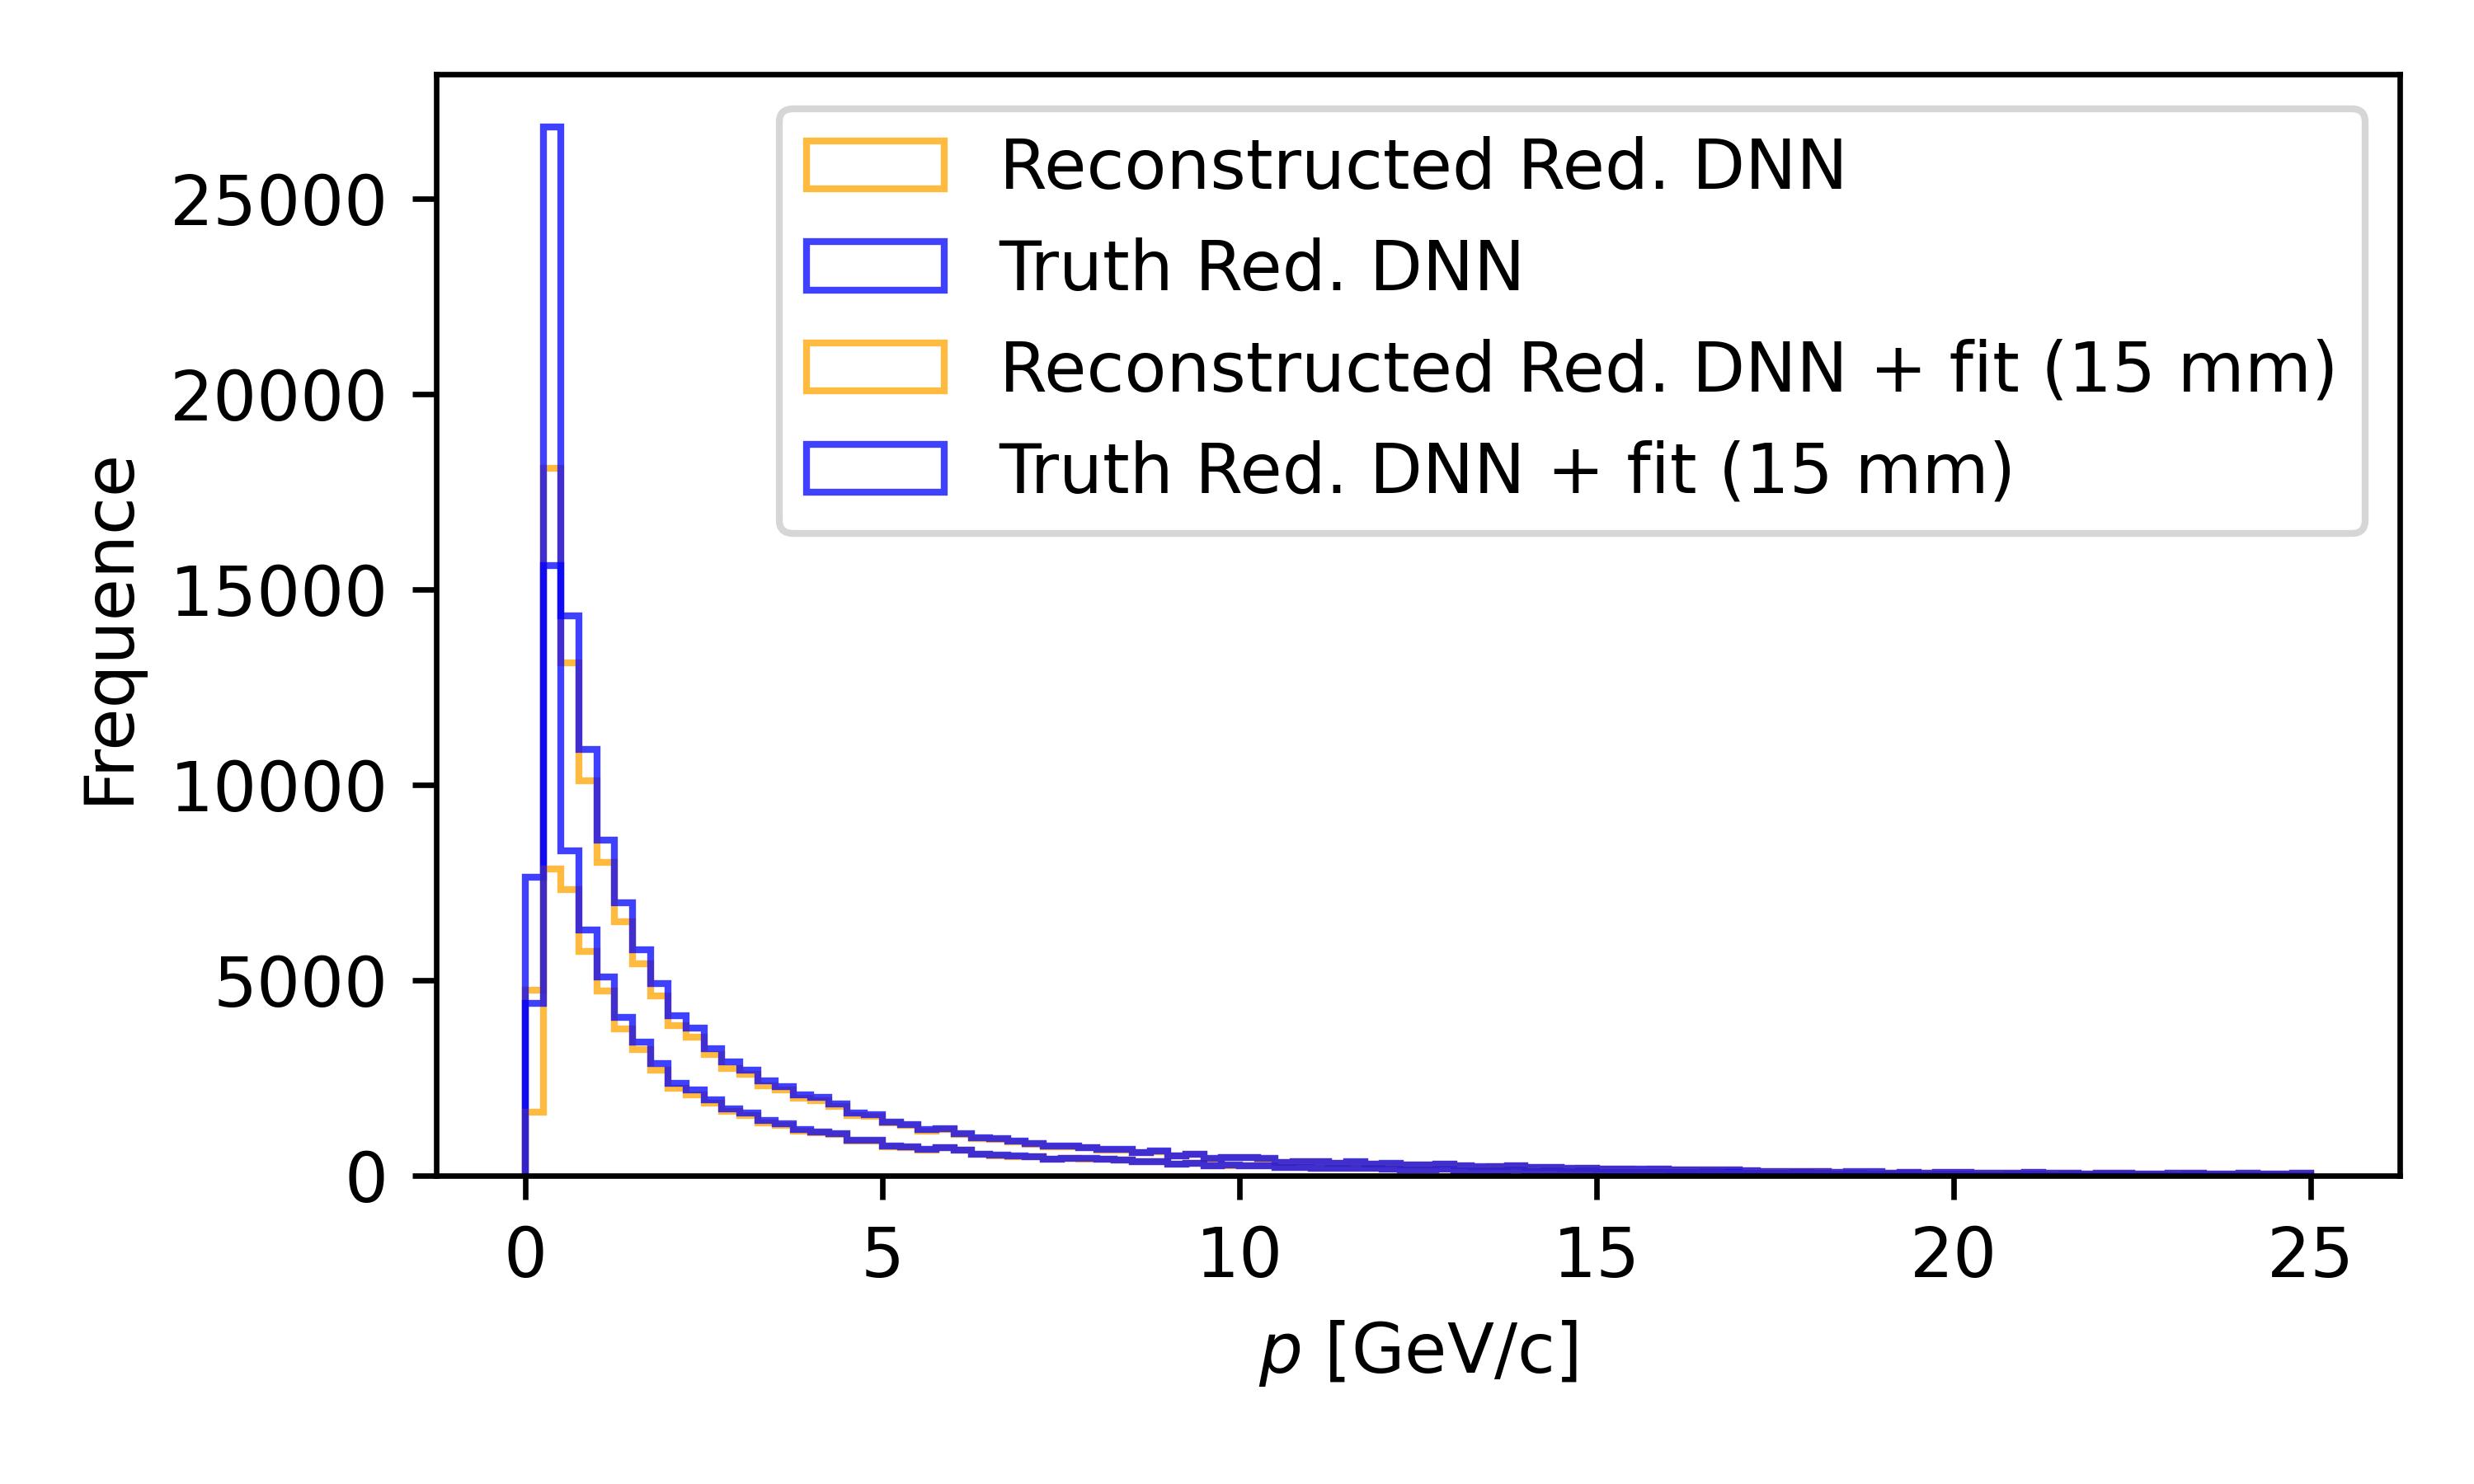 Reconstructed Red. DNN
Truth Red. DNN
Reconstructed Red. DNN + fit (15 mm)
Truth Red. DNN + fit (15 mm)
Frequence
25000
20000
15000
10000
5000
0
0 5 10 15 20 25
p [GeV/c]